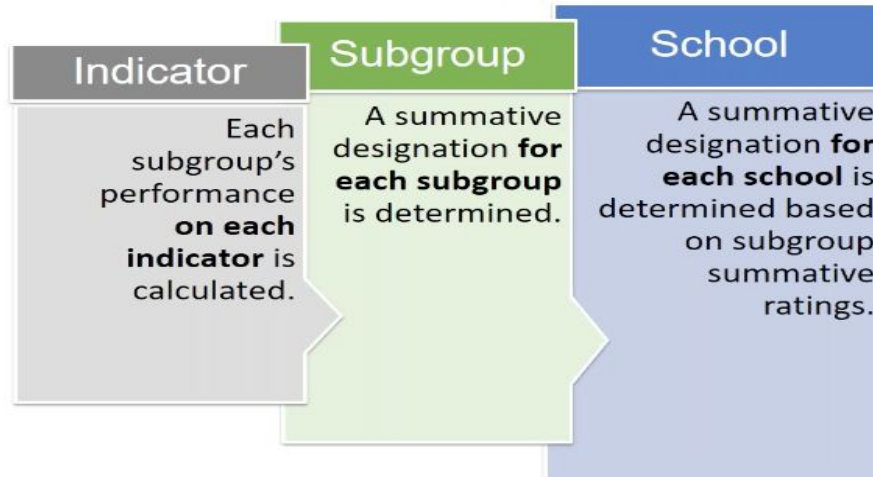 Indicator
Each
subgroup's
performance
on each
indicator is
calculated.
Subgroup
A summative
designation for
each subgroup
is determined.
School
A summative
designation for
each school is
determined based
on subgroup
summative
ratings.